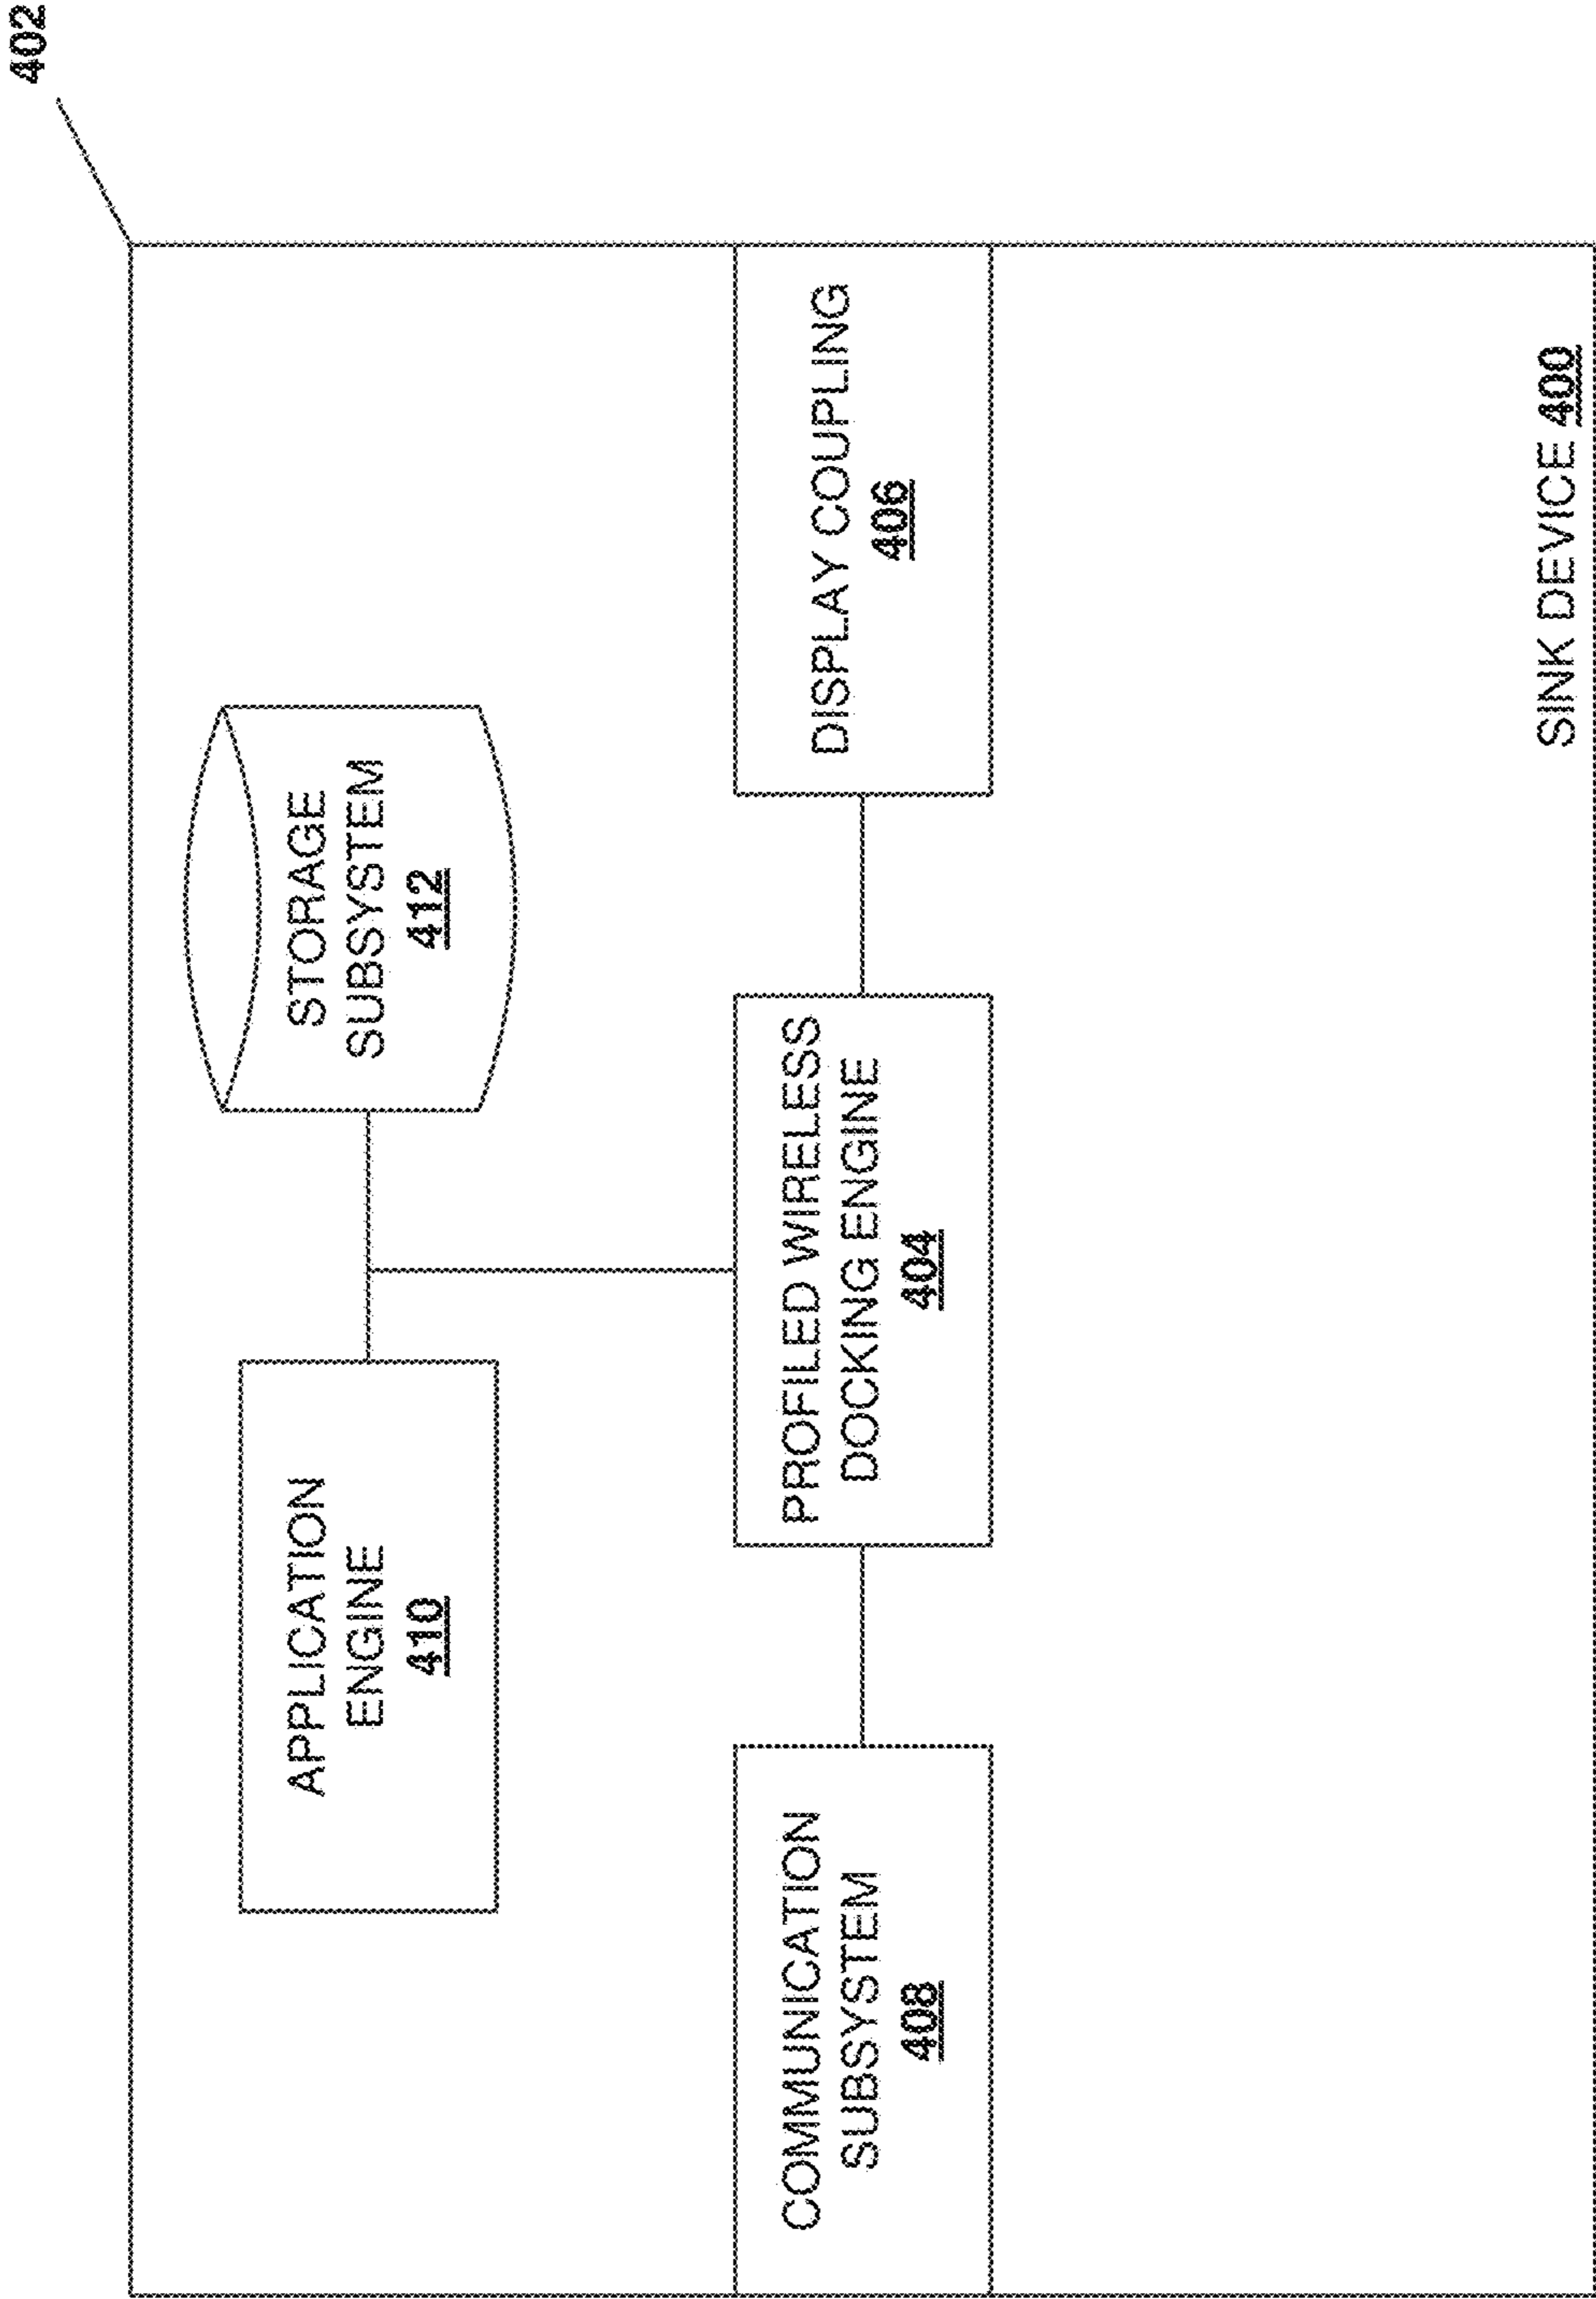 402
APPLICATION
ENGINE
410
STORAGE
SUBSYSTEM
412
COMMUNICATION
SUBSYSTEM
408
PROFILED WIRELESS
DOCKING ENGINE
404
DISPLAY COUPLING
406
SINK DEVICE 400